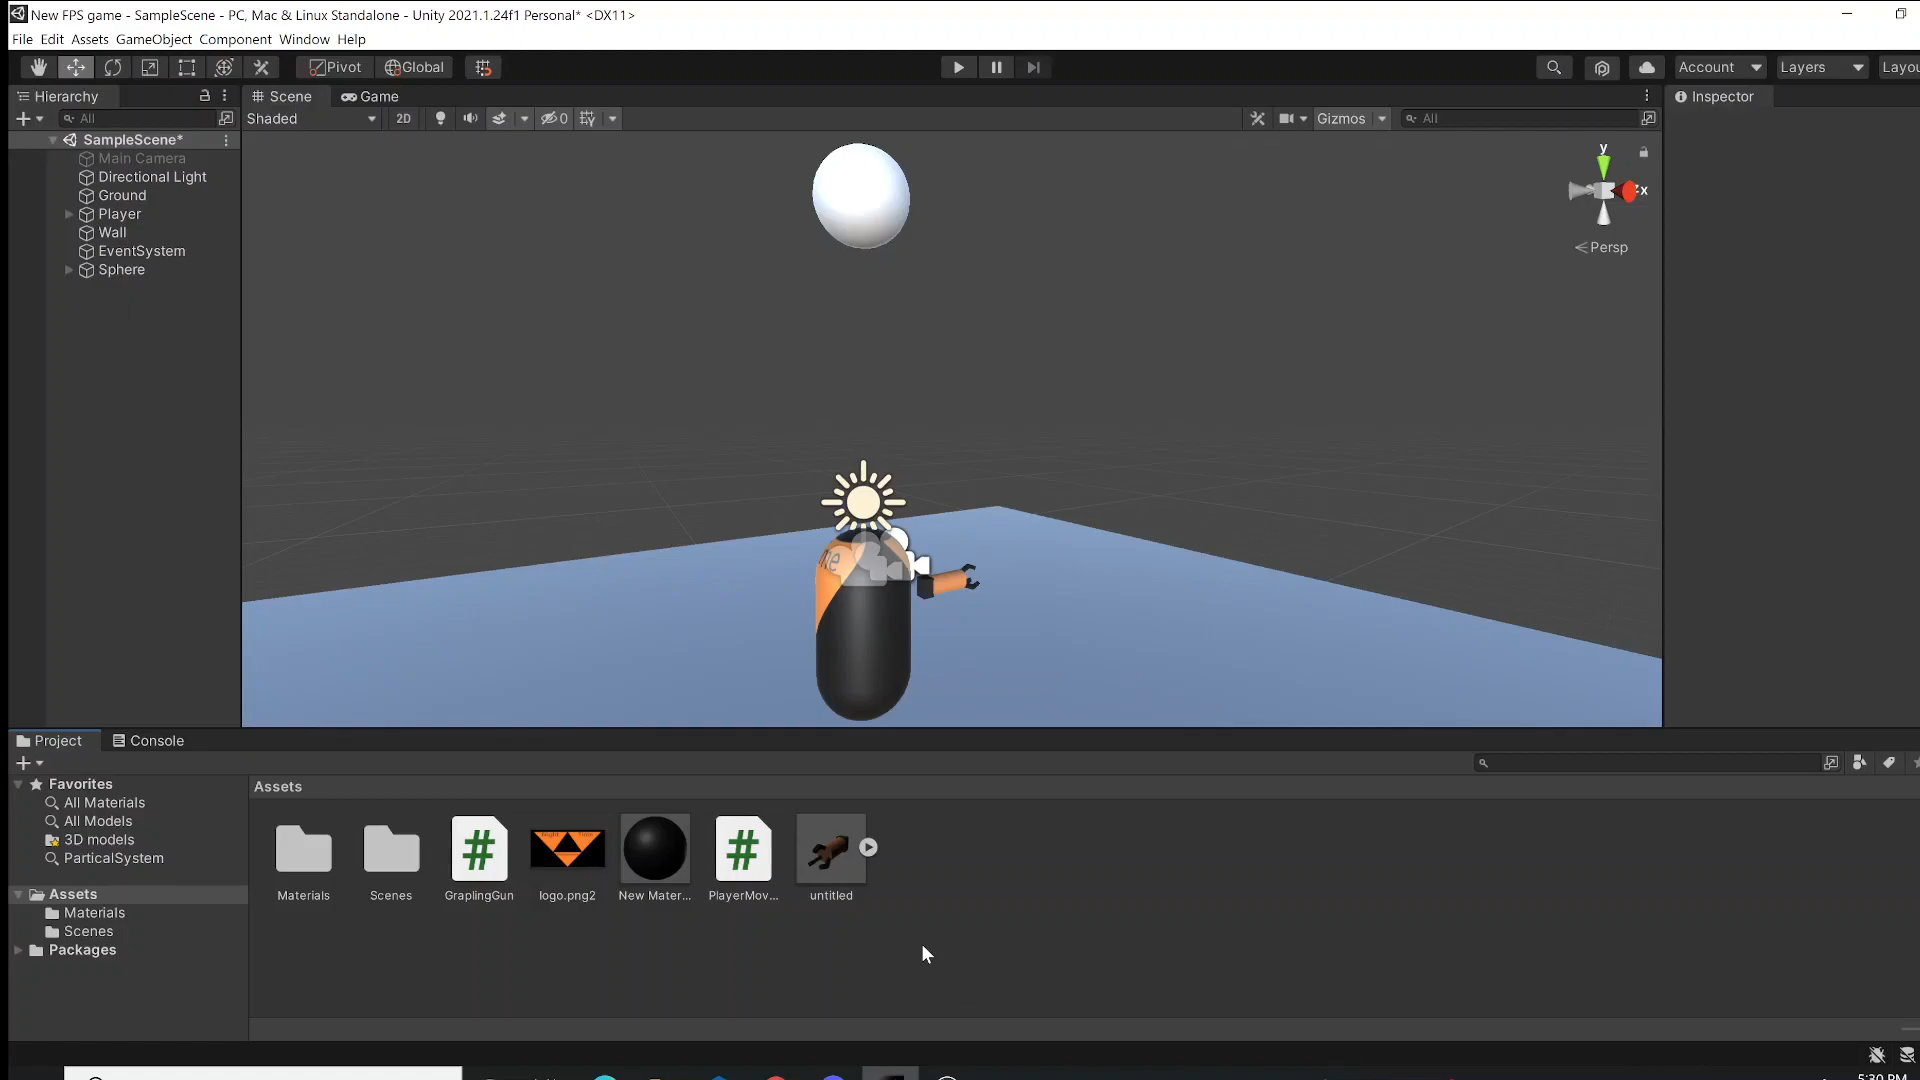 New FPS game - SampleScene - PC, Mac & Linux Standalone - Unity 2021.1.24f1 Personal* <DX11>
File Edit Assets GameObject Component Window Help
Pivot Global Account Layers Layou
Hierarchy Scene Game Inspector
All Shaded 2D 0 Gizmos All
SampleScene*
Main Camera
Directional Light
Ground
Player
Wall
EventSystem
Sphere
y
x
Persp
Project Console
Favorites
All Materials
All Models
3D models
ParticalSystem
Assets
Materials
Scenes
Packages
Assets
Materials Scenes GraplingGun logo.png2 New Mater... PlayerMov... untitled
5:30 PM